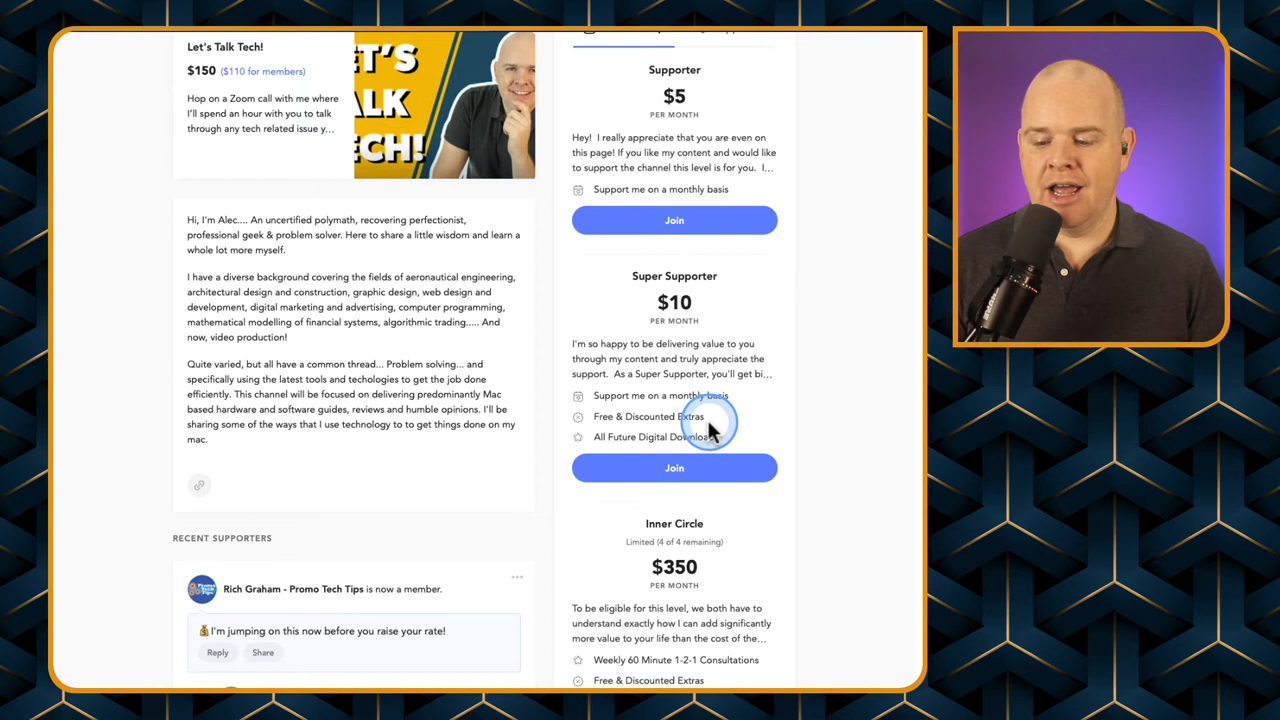 Let's Talk Tech!
$150 ($110 for members)
Hop on a Zoom call with me where
I'll spend an hour with you to talk
through any tech related issue y...
LET'S
TALK
TECH!
Hi, I'm Alec.... An uncertified polymath, recovering perfectionist,
professional geek & problem solver. Here to share a little wisdom and learn a
whole lot more myself.
I have a diverse background covering the fields of aeronautical engineering,
architectural design and construction, graphic design, web design and
development, digital marketing and advertising, computer programming,
mathematical modelling of financial systems, algorithmic trading..... And
now, video production!
Quite varied, but all have a common thread... Problem solving... and
specifically using the latest tools and techologies to get the job done
efficiently. This channel will be focused on delivering predominantly Mac
based hardware and software guides, reviews and humble opinions. I'll be
sharing some of the ways that I use technology to to get things done on my
mac.
RECENT SUPPORTERS
Rich Graham - Promo Tech Tips is now a member.
💰I'm jumping on this now before you raise your rate!
Reply Share
Supporter
$5
PER MONTH
Hey! I really appreciate that you are even on
this page! If you like my content and would like
to support the channel this level is for you. I...
Support me on a monthly basis
Join
Super Supporter
$10
PER MONTH
I'm so happy to be delivering value to you
through my content and truly appreciate the
support. As a Super Supporter, you'll get bi...
Support me on a monthly basis
Free & Discounted Extras
All Future Digital Downloads
Join
Inner Circle
Limited (4 of 4 remaining)
$350
PER MONTH
To be eligible for this level, we both have to
understand exactly how I can add significantly
more value to your life than the cost of the...
Weekly 60 Minute 1-2-1 Consultations
Free & Discounted Extras